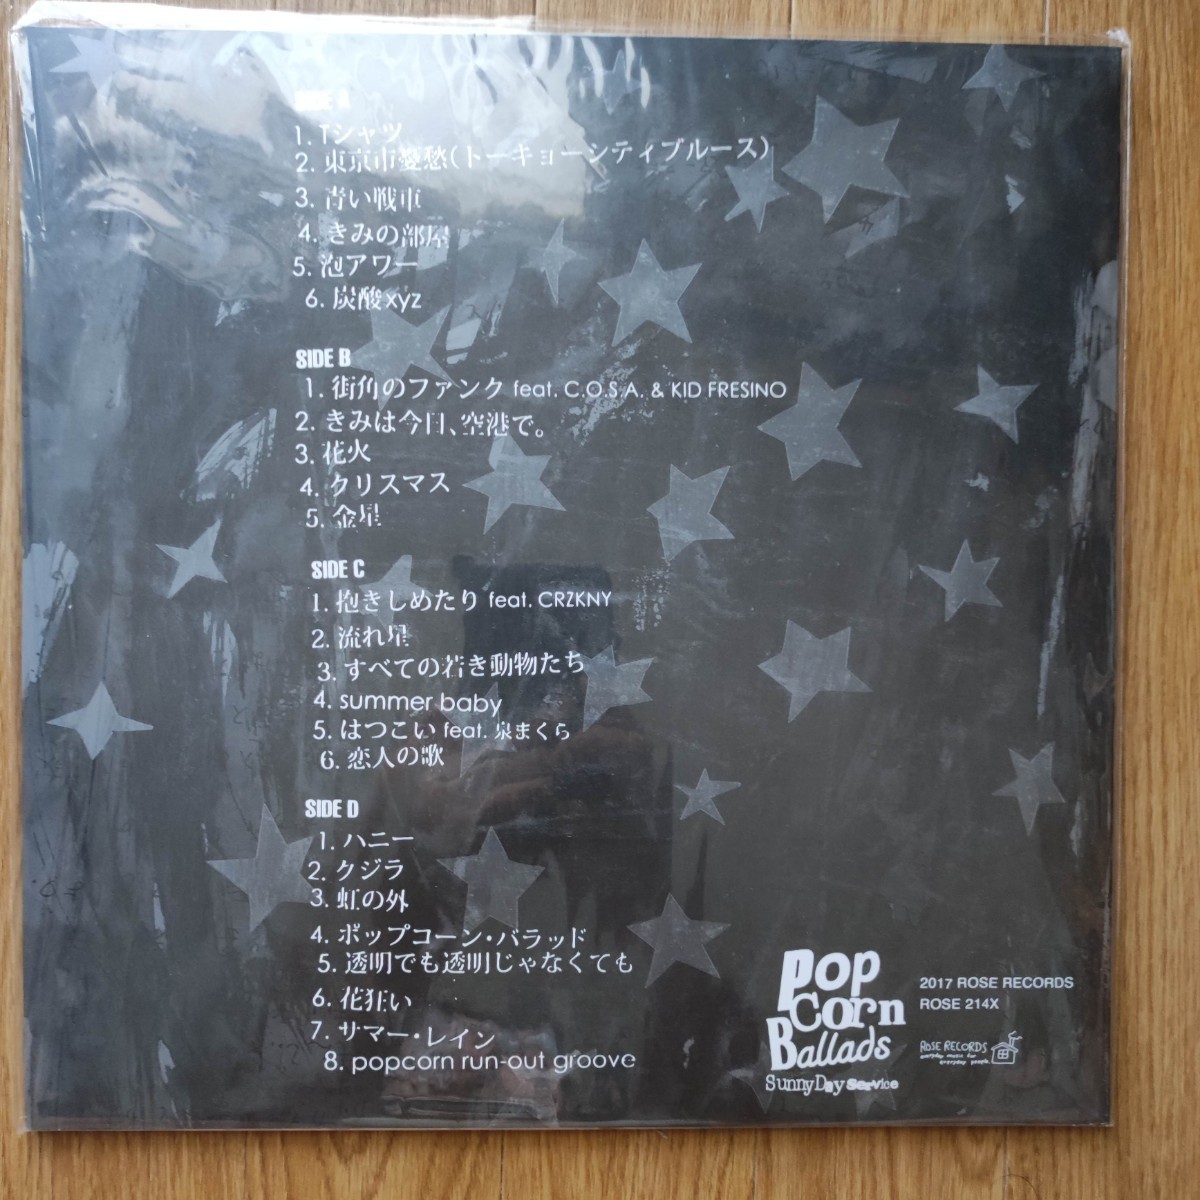 SIDE A
1. Tシャツ
2. 東京市憂愁(トーキョーシティブルース)
3. 青い戦車
4. きみの部屋
5. 泡アワー
6. 炭酸xyz
SIDE B
1. 街角のファンク feat. C.O.S.A. & KID FRESINO
2. きみは今日、空港で。
3. 花火
4. クリスマス
5. 金星
SIDE C
1. 抱きしめたり feat. CRZKNY
2. 流れ星
3. すべての若き動物たち
4. summer baby
5. はつこい feat. 泉まくら
6. 恋人の歌
SIDE D
1. ハニー
2. クジラ
3. 虹の外
4. ポップコーン・バラッド
5. 透明でも透明じゃなくても
6. 花狂い
7. サマー・レイン
8. popcorn run-out groove
Pop
Corn
Ballads
Sunny Day Service
2017 ROSE RECORDS
ROSE 214X
ROSE RECORDS
everyday music for
everyday people.